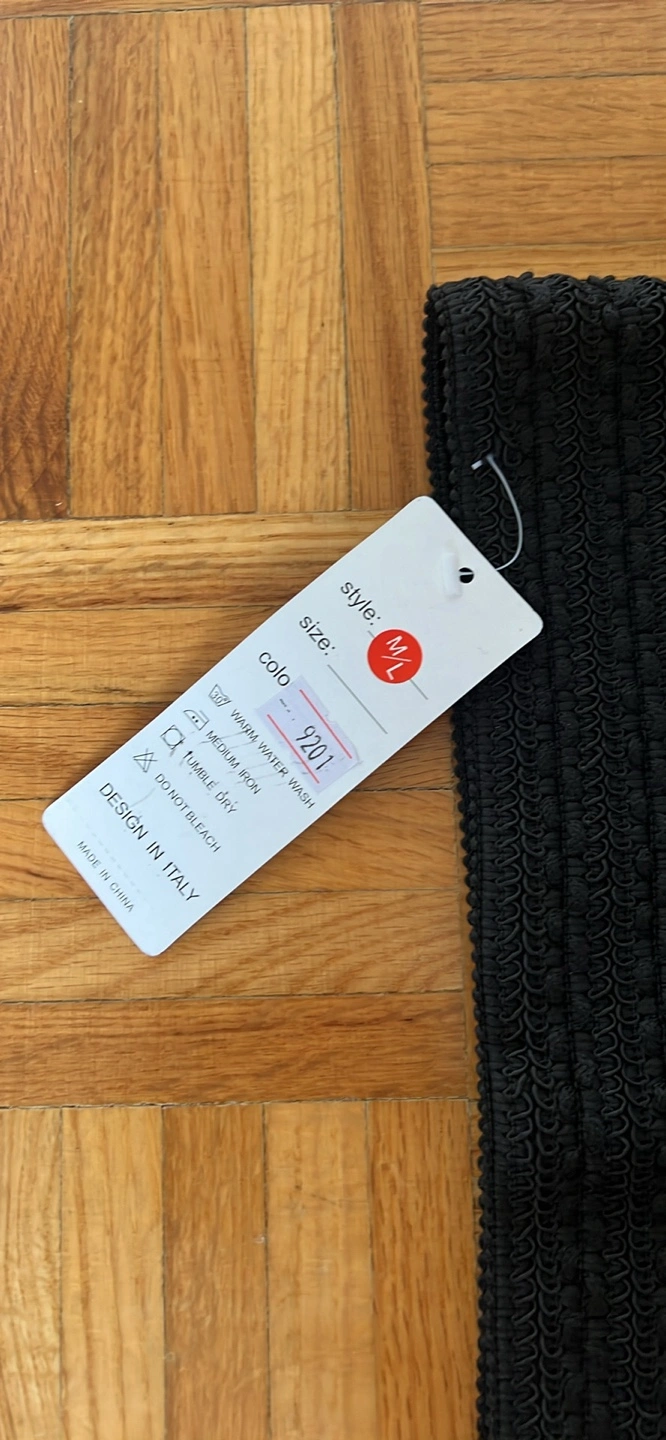 style:
size: M/L
colo
9201
30° WARM WATER WASH
MEDIUM IRON
TUMBLE DRY
DO NOT BLEACH
DESIGN IN ITALY
MADE IN CHINA